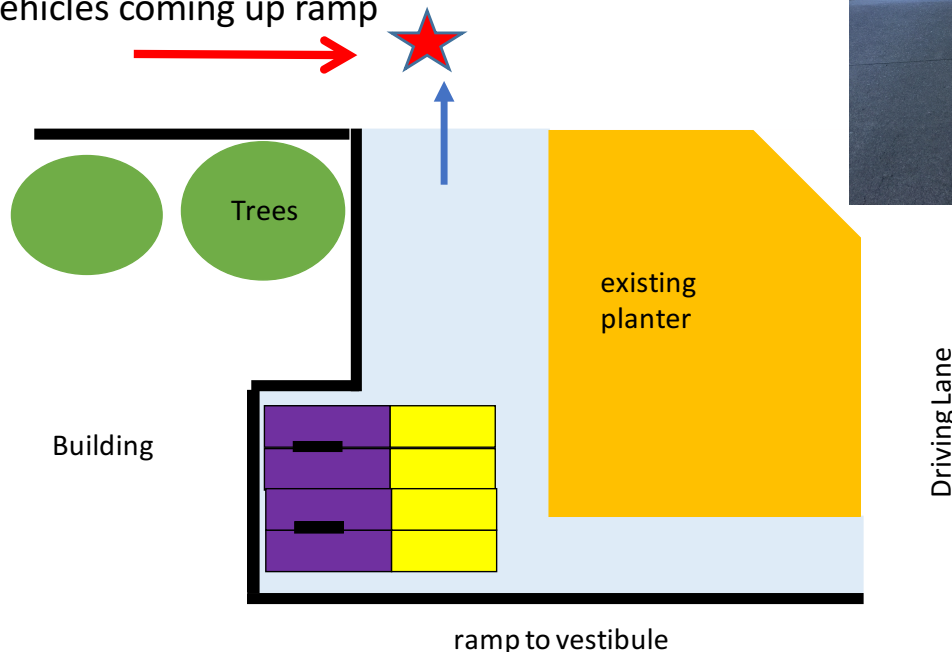 ehicles coming up ramp
Trees
existing
planter
Building
Driving Lane
ramp to vestibule